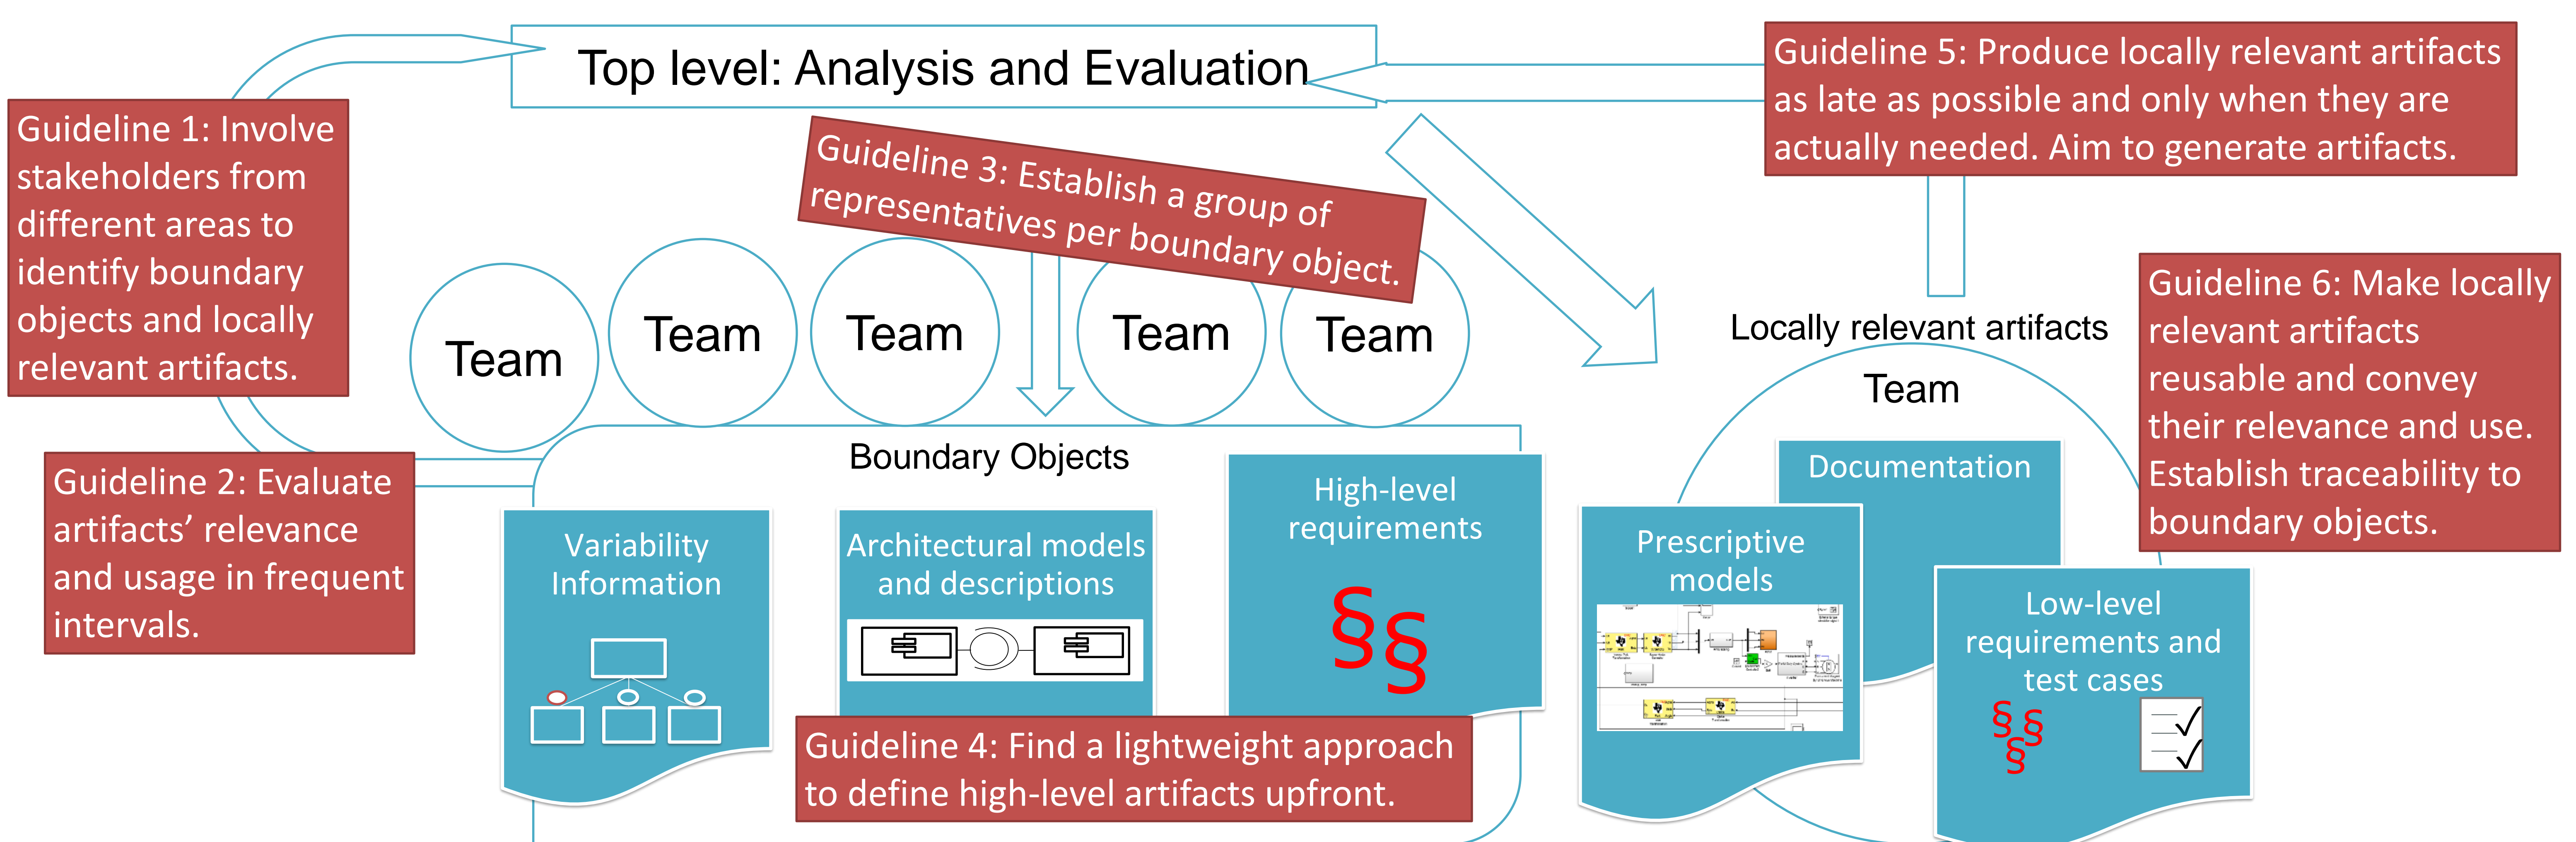 Top level: Analysis and Evaluation
Guideline 1: Involve
stakeholders from
different areas to
identify boundary
objects and locally
relevant artifacts.
Guideline 2: Evaluate
artifacts’ relevance
and usage in frequent
intervals.
Guideline 3: Establish a group of
representatives per boundary object.
Team
Team
Team
Team
Team
Boundary Objects
Variability
Information
Architectural models
and descriptions
High-level
requirements
§§
Guideline 4: Find a lightweight approach
to define high-level artifacts upfront.
Guideline 5: Produce locally relevant artifacts
as late as possible and only when they are
actually needed. Aim to generate artifacts.
Locally relevant artifacts
Team
Documentation
Prescriptive
models
Low-level
requirements and
test cases
§§
§
Guideline 6: Make locally
relevant artifacts
reusable and convey
their relevance and use.
Establish traceability to
boundary objects.